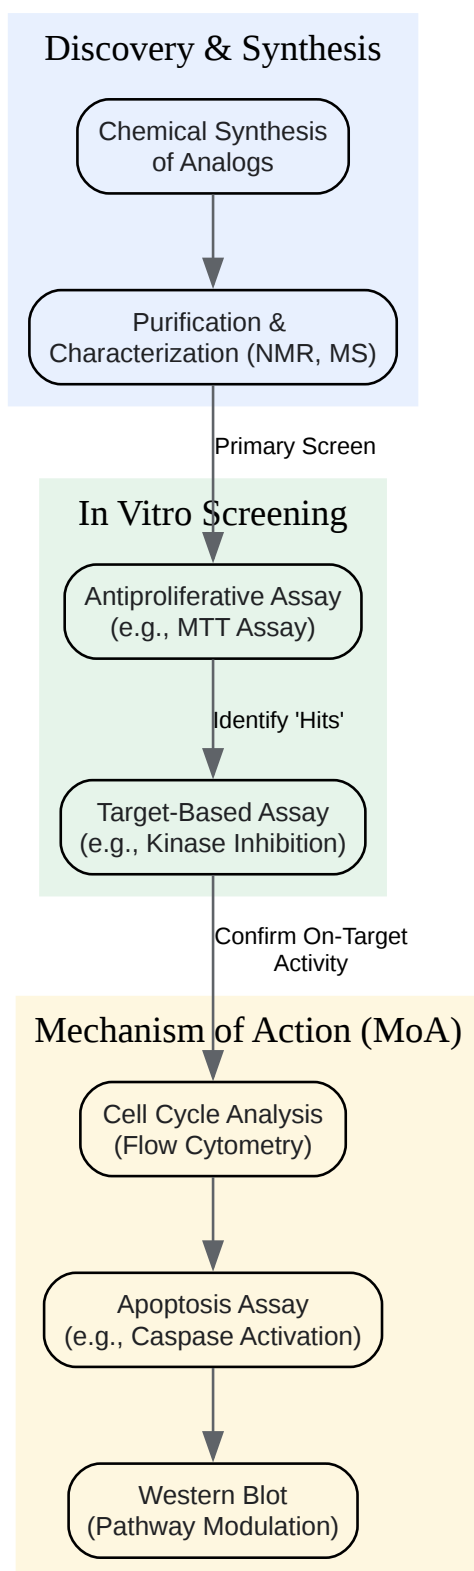 Discovery & Synthesis
Chemical Synthesis
of Analogs
Purification &
Characterization (NMR, MS)
Primary Screen
In Vitro Screening
Antiproliferative Assay
(e.g., MTT Assay)
Identify 'Hits'
Target-Based Assay
(e.g., Kinase Inhibition)
Confirm On-Target
Activity
Mechanism of Action (MoA)
Cell Cycle Analysis
(Flow Cytometry)
Apoptosis Assay
(e.g., Caspase Activation)
Western Blot
(Pathway Modulation)